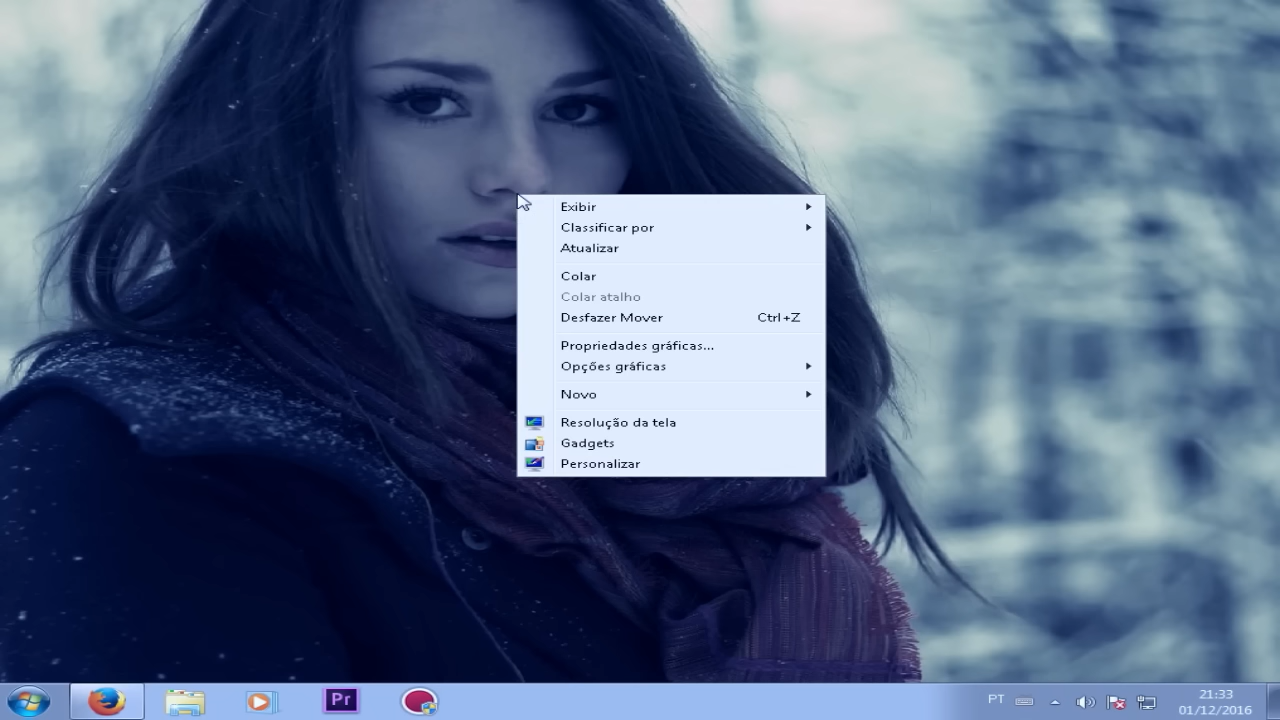 Exibir
Classificar por
Atualizar
Colar
Colar atalho
Desfazer Mover Ctrl+Z
Propriedades gráficas...
Opções gráficas
Novo
Resolução da tela
Gadgets
Personalizar
Pr
PT
21:33
01/12/2016